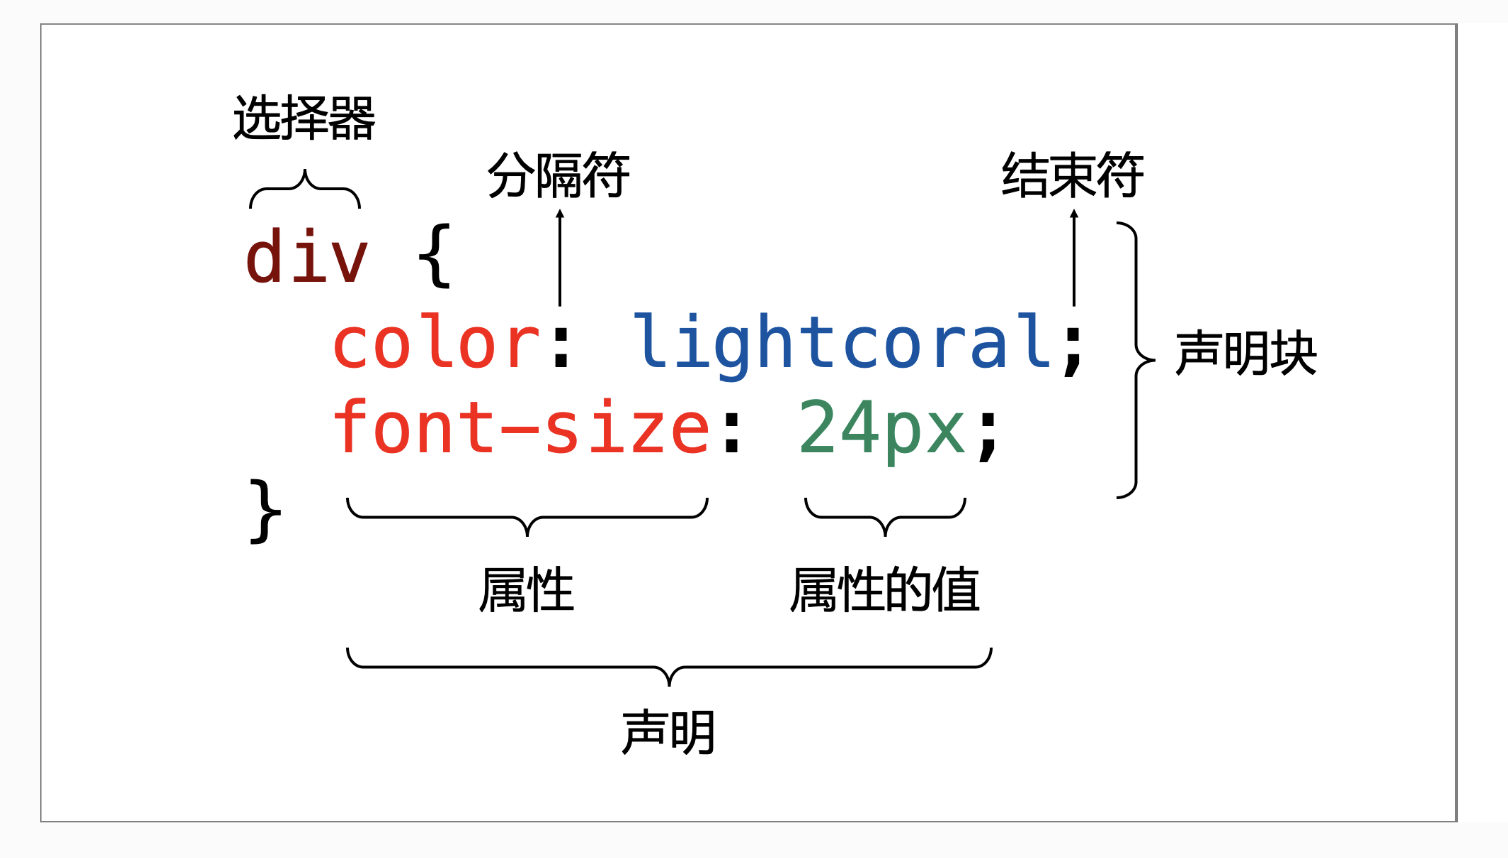 选择器
分隔符
结束符
div {
color: lightcoral;
声明块
font-size: 24px;
}
属性
属性的值
声明